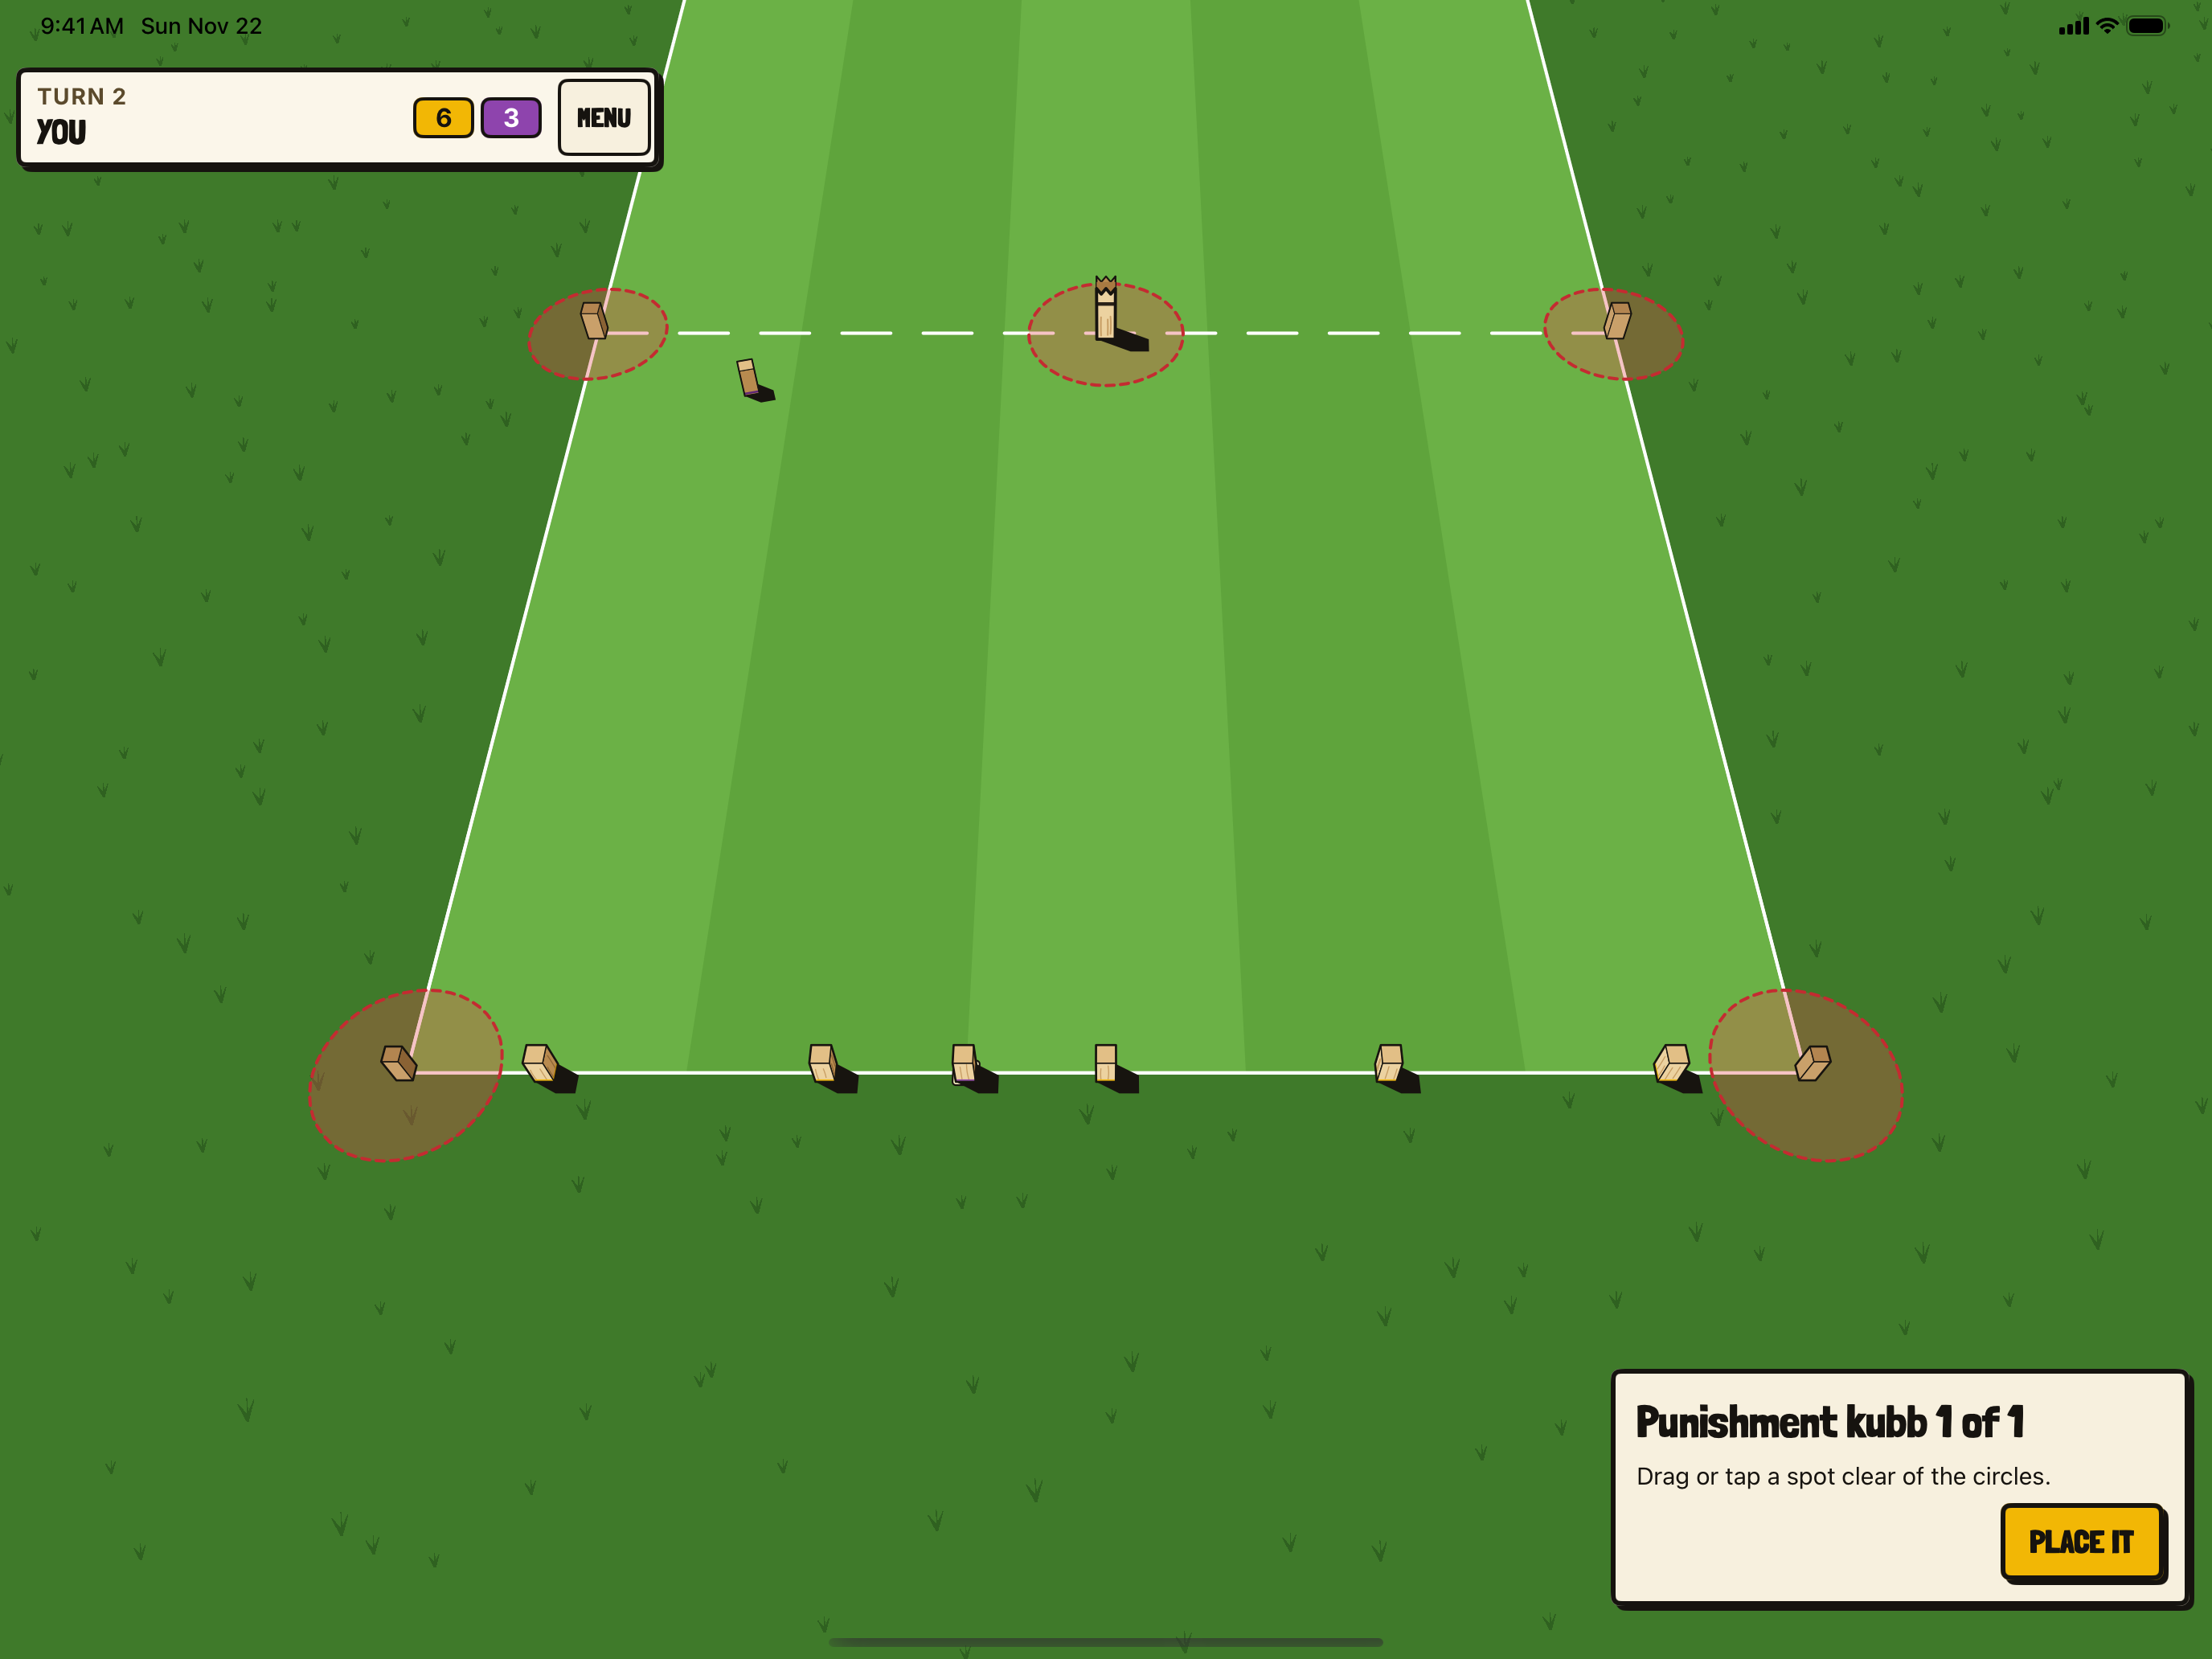 9:41 AM Sun Nov 22
TURN 2
YOU
6
3
MENU
Punishment kubb 1 of 1
Drag or tap a spot clear of the circles.
PLACE IT